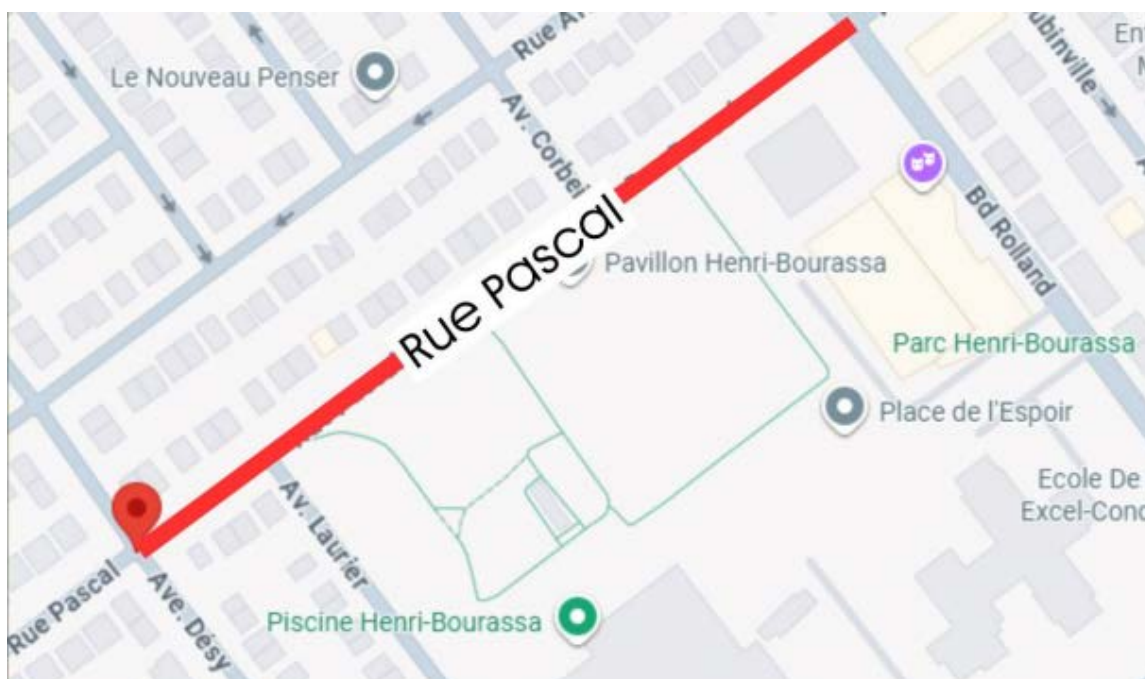 Le Nouveau Penser
Rue
Av. Corbei
Bd Rolland
Rue Pascal
Pavillon Henri-Bourassa
Parc Henri-Bourassa
Place de l'Espoir
Ecole De
Excel-Conc
Av. Laurier
Piscine Henri-Bourassa
Rue Pascal
Ave. Désy